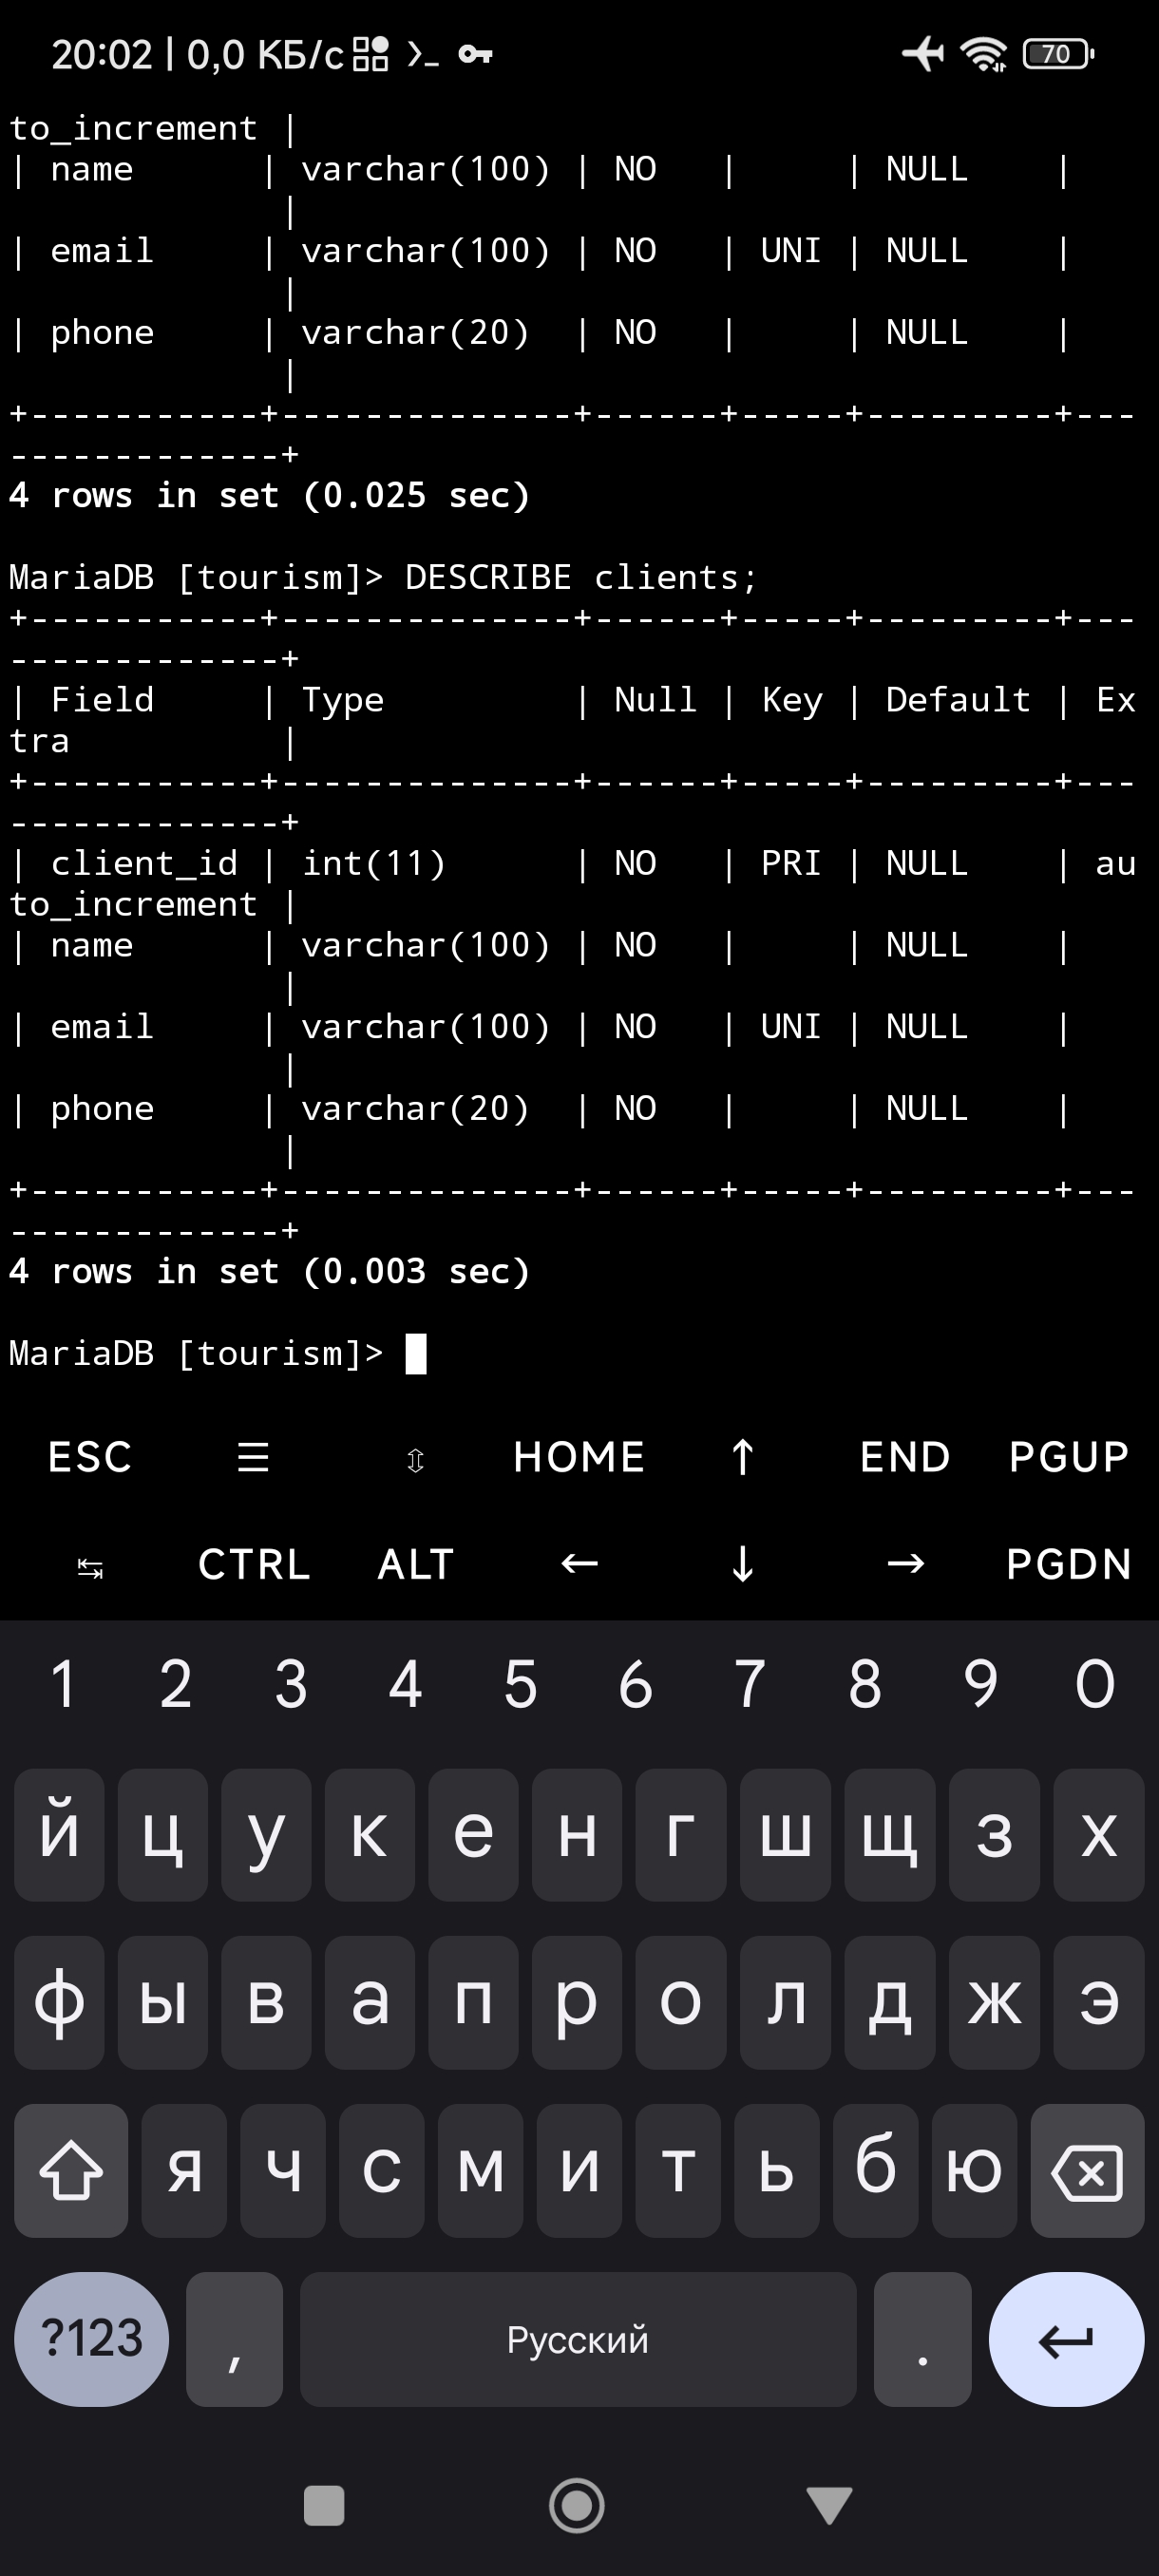 20:02 | 0,0 КБ/с
70
to_increment |
| name      | varchar(100) | NO   |     | NULL    |
             |
| email     | varchar(100) | NO   | UNI | NULL    |
             |
| phone     | varchar(20)  | NO   |     | NULL    |
             |
+-----------+--------------+------+-----+---------+---
-------------+
4 rows in set (0.025 sec)
MariaDB [tourism]> DESCRIBE clients;
+-----------+--------------+------+-----+---------+---
-------------+
| Field     | Type         | Null | Key | Default | Ex
tra          |
+-----------+--------------+------+-----+---------+---
-------------+
| client_id | int(11)      | NO   | PRI | NULL    | au
to_increment |
| name      | varchar(100) | NO   |     | NULL    |
             |
| email     | varchar(100) | NO   | UNI | NULL    |
             |
| phone     | varchar(20)  | NO   |     | NULL    |
             |
+-----------+--------------+------+-----+---------+---
-------------+
4 rows in set (0.003 sec)
MariaDB [tourism]>
ESC ☰ ⇳ HOME ↑ END PGUP
↹ CTRL ALT ← ↓ → PGDN
1 2 3 4 5 6 7 8 9 0
й ц у к е н г ш щ з х
ф ы в а п р о л д ж э
я ч с м и т ь б ю
?123 , Русский .